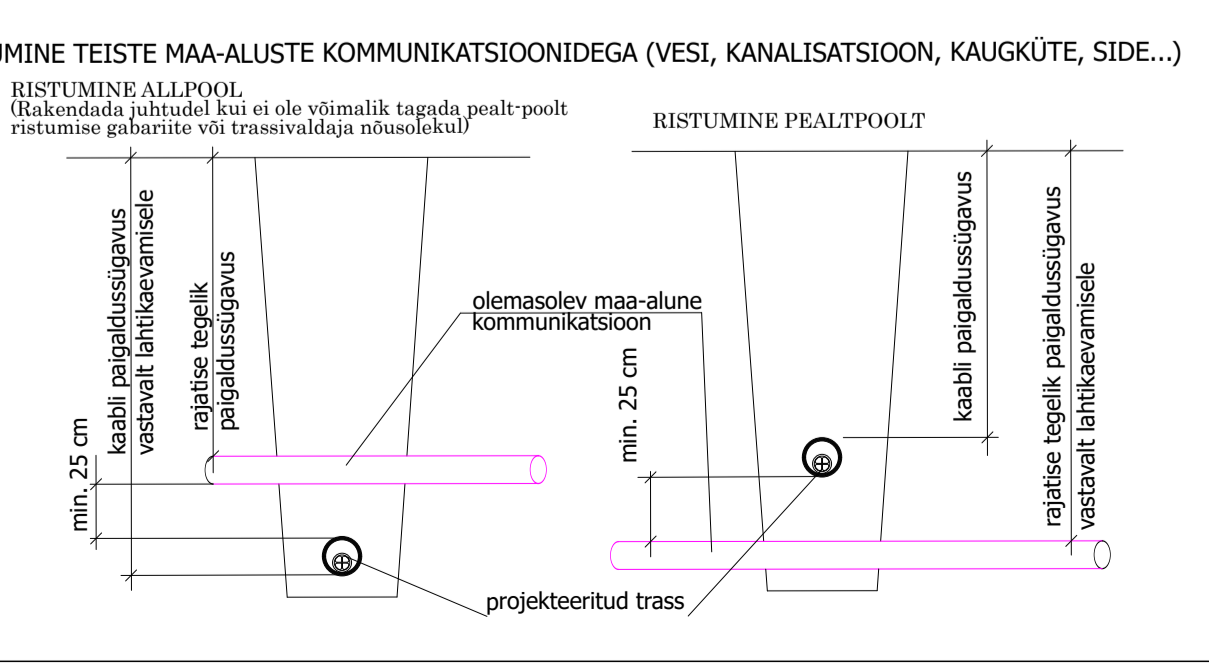 UMINE TEISTE MAA-ALUSTE KOMMUNIKATSIOONIDEGA (VESI, KANALISATSIOON, KAUGKÜTE, SIDE...)
RISTUMINE ALLPOOL
(Rakendada juhtudel kui ei ole võimalik tagada pealt-poolt
ristumise gabariite või trassivaldaja nõusolekul)
kaabli paigaldussügavus
vastavalt lahtikaevamisele
rajatise tegelik
paigaldussügavus
min. 25 cm
olemasolev maa-alune
kommunikatsioon
projekteeritud trass
RISTUMINE PEALTPOOLT
min. 25 cm
kaabli paigaldussügavus
rajatise tegelik paigaldussügavus
vastavalt lahtikaevamisele